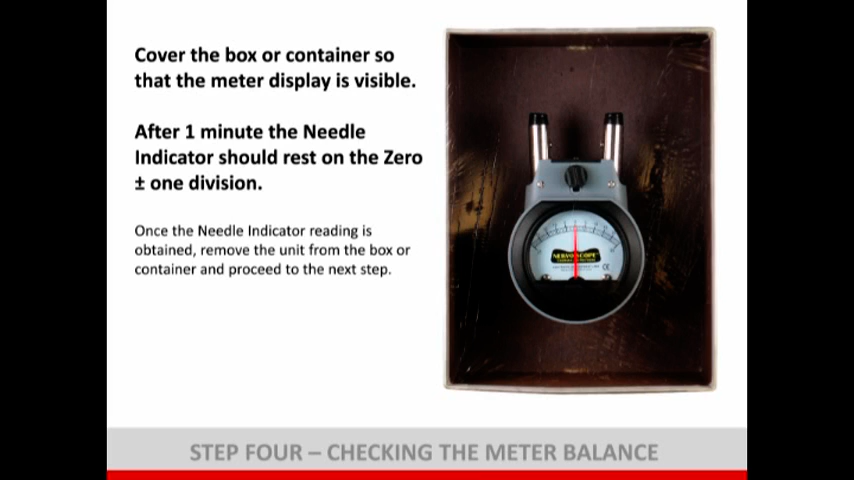 Cover the box or container so
that the meter display is visible.
After 1 minute the Needle
Indicator should rest on the Zero
± one division.
Once the Needle Indicator reading is
obtained, remove the unit from the box or
container and proceed to the next step.
NERVOSCOPE
CE
STEP FOUR – CHECKING THE METER BALANCE